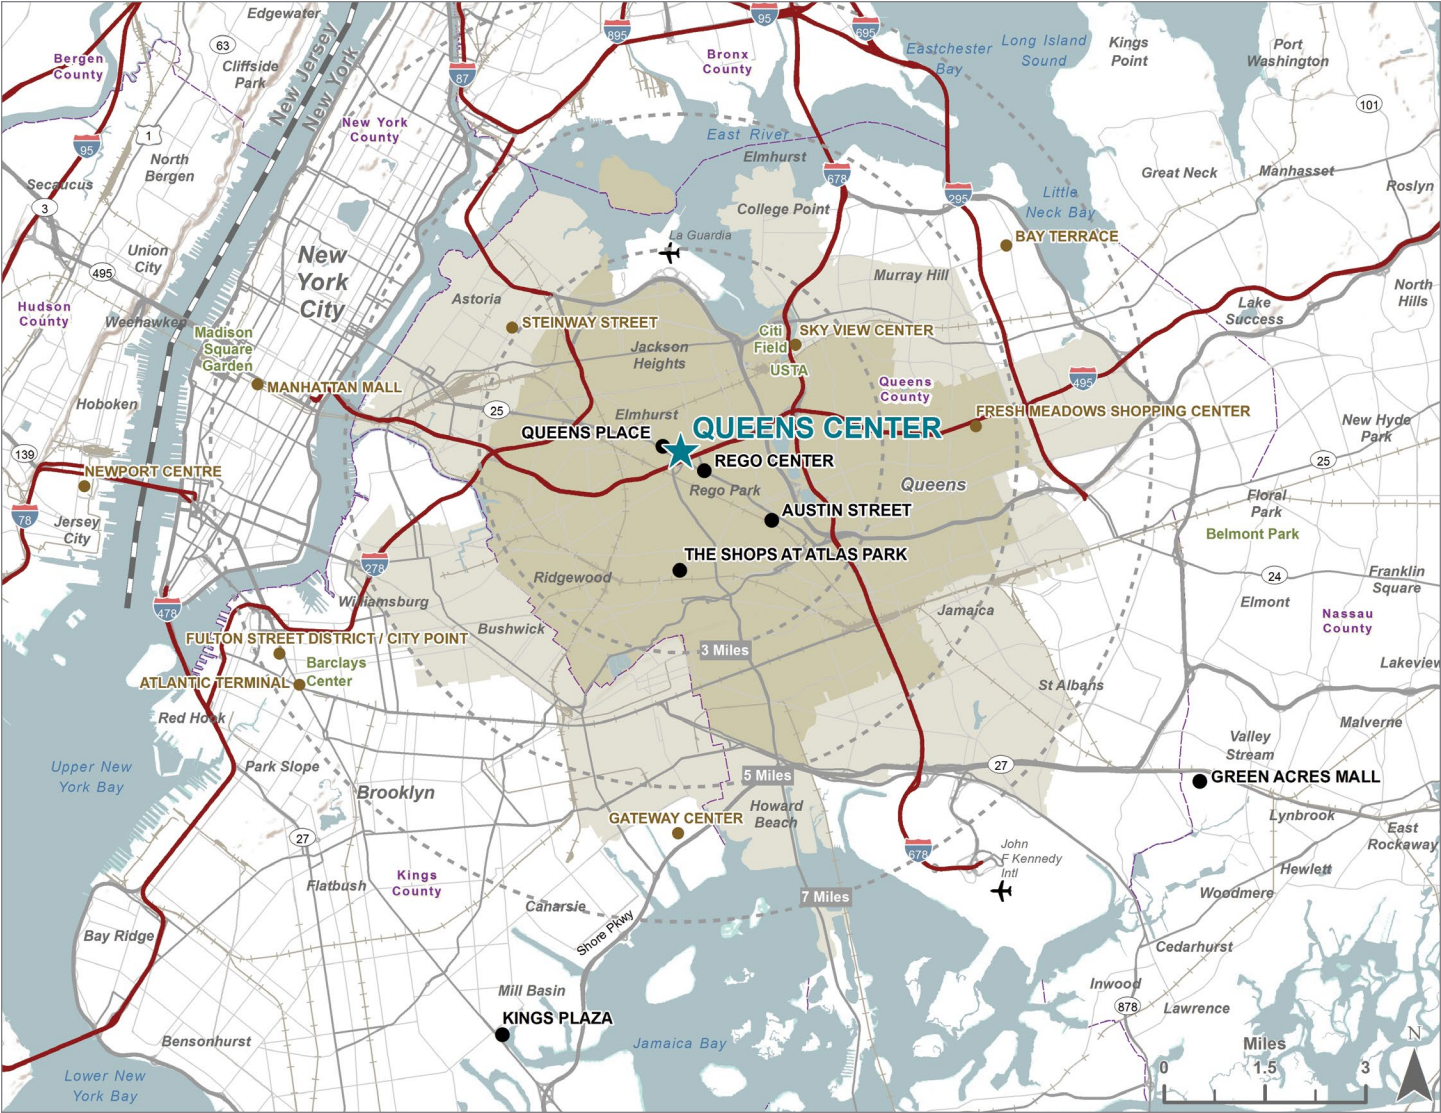 Edgewater
63
Cliffside
Park
Bergen
County
95
1
North
Bergen
Secaucus
3
Union
City
495
Hudson
County
Weehawken
New Jersey
New York
New York
County
87
895
95
695
Bronx
County
Eastchester
Bay
Long Island
Sound
Kings
Point
Port
Washington
101
East River
Elmhurst
678
295
College Point
Little
Neck Bay
Great Neck
Manhasset
Roslyn
La Guardia
BAY TERRACE
Murray Hill
New
York
City
Astoria
STEINWAY STREET
Madison
Square
Garden
MANHATTAN MALL
Jackson
Heights
Citi
Field
SKY VIEW CENTER
USTA
Queens
County
Lake
Success
North
Hills
495
Hoboken
25
Elmhurst
QUEENS PLACE
QUEENS CENTER
FRESH MEADOWS SHOPPING CENTER
New Hyde
Park
139
NEWPORT CENTRE
REGO CENTER
Rego Park
Queens
25
78
Jersey
City
AUSTIN STREET
Floral
Park
Belmont Park
278
THE SHOPS AT ATLAS PARK
Ridgewood
24
Franklin
Square
Elmont
478
Williamsburg
Bushwick
Jamaica
Nassau
County
FULTON STREET DISTRICT / CITY POINT
Barclays
Center
ATLANTIC TERMINAL
3 Miles
St Albans
Lakeview
Red Hook
Malverne
Valley
Stream
Upper New
York Bay
Park Slope
Brooklyn
5 Miles
27
GREEN ACRES MALL
Howard
Beach
GATEWAY CENTER
Lynbrook
East
Rockaway
27
678
John
F Kennedy
Intl
Kings
County
Flatbush
Hewlett
Woodmere
7 Miles
Canarsie
Shore Pkwy
Bay Ridge
Cedarhurst
Mill Basin
Inwood
878
Lawrence
KINGS PLAZA
Bensonhurst
Jamaica Bay
Lower New
York Bay
N
Miles
0
1.5
3